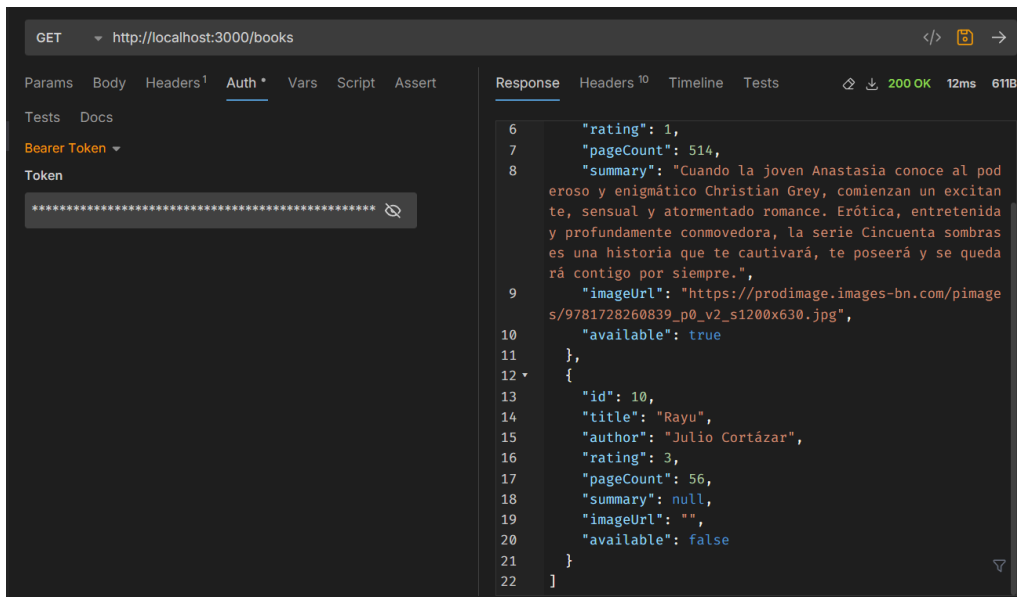 GET http://localhost:3000/books </>
Params Body Headers 1 Auth * Vars Script Assert
Tests Docs
Bearer Token
Token
**************************************************
Response Headers 10 Timeline Tests 200 OK 12ms 611B
6 "rating": 1,
7 "pageCount": 514,
8 "summary": "Cuando la joven Anastasia conoce al pod
eroso y enigmático Christian Grey, comienzan un excitan
te, sensual y atormentado romance. Erótica, entretenida
y profundamente conmovedora, la serie Cincuenta sombras
es una historia que te cautivará, te poseerá y se queda
rá contigo por siempre.",
9 "imageUrl": "https://prodimage.images-bn.com/pimage
s/9781728260839_p0_v2_s1200x630.jpg",
10 "available": true
11 },
12 {
13 "id": 10,
14 "title": "Rayu",
15 "author": "Julio Cortázar",
16 "rating": 3,
17 "pageCount": 56,
18 "summary": null,
19 "imageUrl": "",
20 "available": false
21 }
22 ]